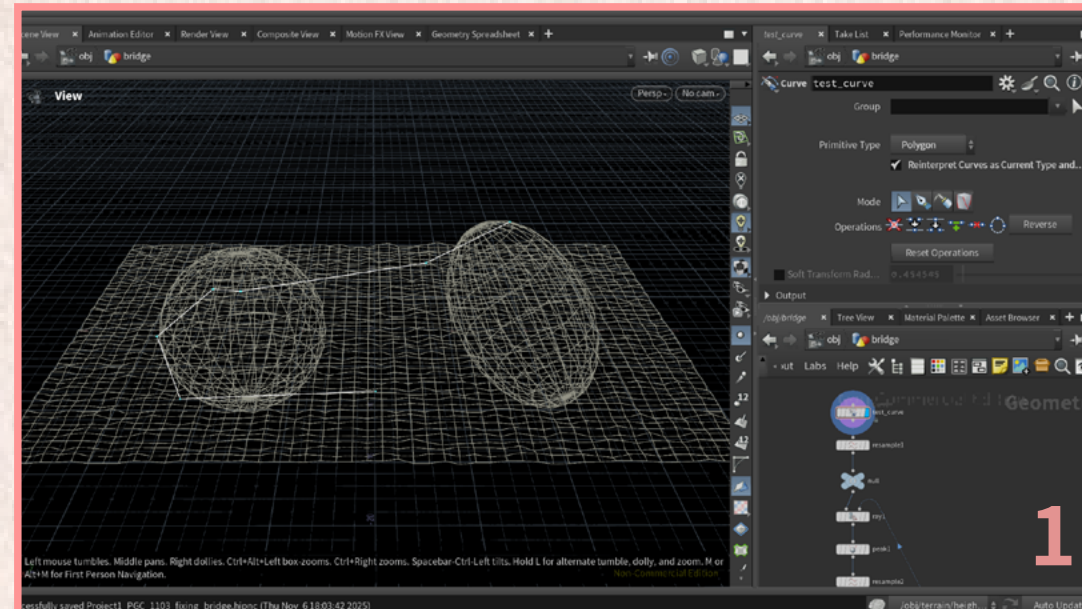 Scene View × Animation Editor × Render View × Composite View × Motion FX View × Geometry Spreadsheet × +
obj bridge
View
Persp No cam
Left mouse tumbles. Middle pans. Right dollies. Ctrl+Alt+Left box-zooms. Ctrl+Right zooms. Spacebar-Ctrl-Left tilts. Hold L for alternate tumble, dolly, and zoom. M or
Alt+M for First Person Navigation.
Non-Commercial Edition
cessfully saved Project1_PGC_1103_fixing_bridge.hipnc (Thu Nov 6 18:03:42 2025)
test_curve × Take List × Performance Monitor × +
obj bridge
Curve test_curve
Group
Primitive Type Polygon
Reinterpret Curves as Current Type and...
Mode
Operations Reverse
Reset Operations
Soft Transform Rad... 0.454545
Output
/obj/bridge × Tree View × Material Palette × Asset Browser × +
obj bridge
out Labs Help
Geomet
test_curve
resample1
null
ray1
peak1
resample2
12
1
/obj/terrain/heigh... Auto Updat